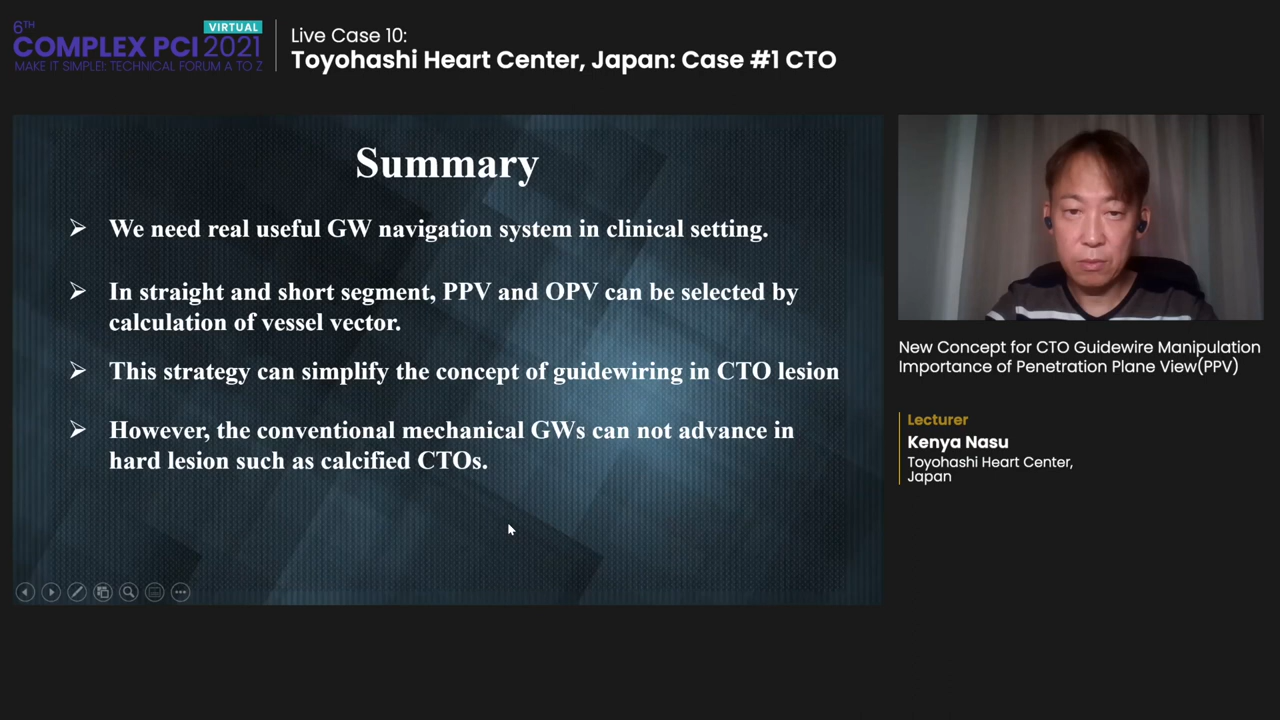 6TH
VIRTUAL
COMPLEX PCI 2021
MAKE IT SIMPLE!: TECHNICAL FORUM A TO Z
Live Case 10:
Toyohashi Heart Center, Japan: Case #1 CTO
Summary
➢ We need real useful GW navigation system in clinical setting.
➢ In straight and short segment, PPV and OPV can be selected by
calculation of vessel vector.
➢ This strategy can simplify the concept of guidewiring in CTO lesion
➢ However, the conventional mechanical GWs can not advance in
hard lesion such as calcified CTOs.
New Concept for CTO Guidewire Manipulation
Importance of Penetration Plane View(PPV)
Lecturer
Kenya Nasu
Toyohashi Heart Center,
Japan